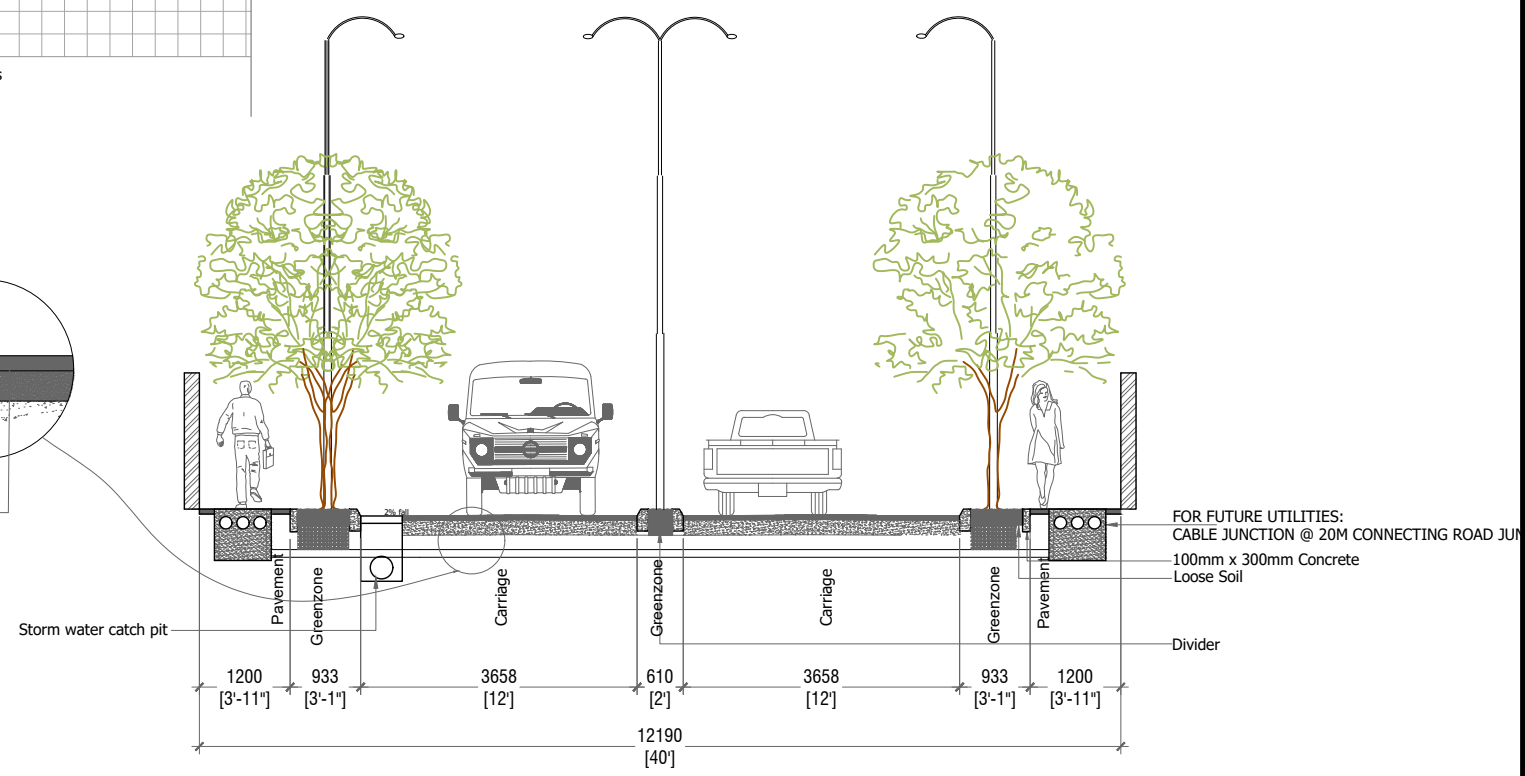 s
2% fall
FOR FUTURE UTILITIES:
CABLE JUNCTION @ 20M CONNECTING ROAD JUN
100mm x 300mm Concrete
Loose Soil
Pavement
Greenzone
Carriage
Greenzone
Carriage
Greenzone
Pavement
Storm water catch pit
Divider
1200
[3'-11"]
933
[3'-1"]
3658
[12']
610
[2']
3658
[12']
933
[3'-1"]
1200
[3'-11"]
12190
[40']